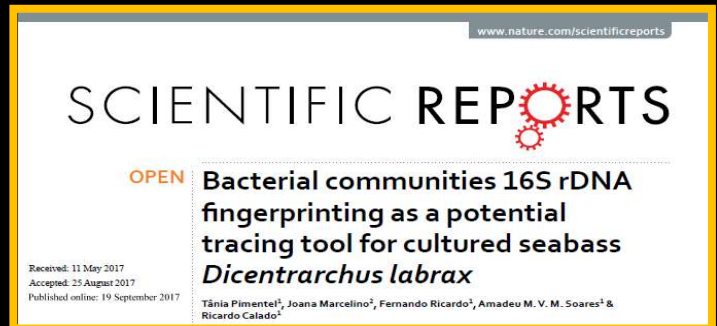 www.nature.com/scientificreports
SCIENTIFIC REPORTS
OPEN
Bacterial communities 16S rDNA
fingerprinting as a potential
tracing tool for cultured seabass
Dicentrarchus labrax
Received: 11 May 2017
Accepted: 25 August 2017
Published online: 19 September 2017
Tânia Pimentel¹, Joana Marcelino², Fernando Ricardo¹, Amadeu M. V. M. Soares¹ &
Ricardo Calado¹